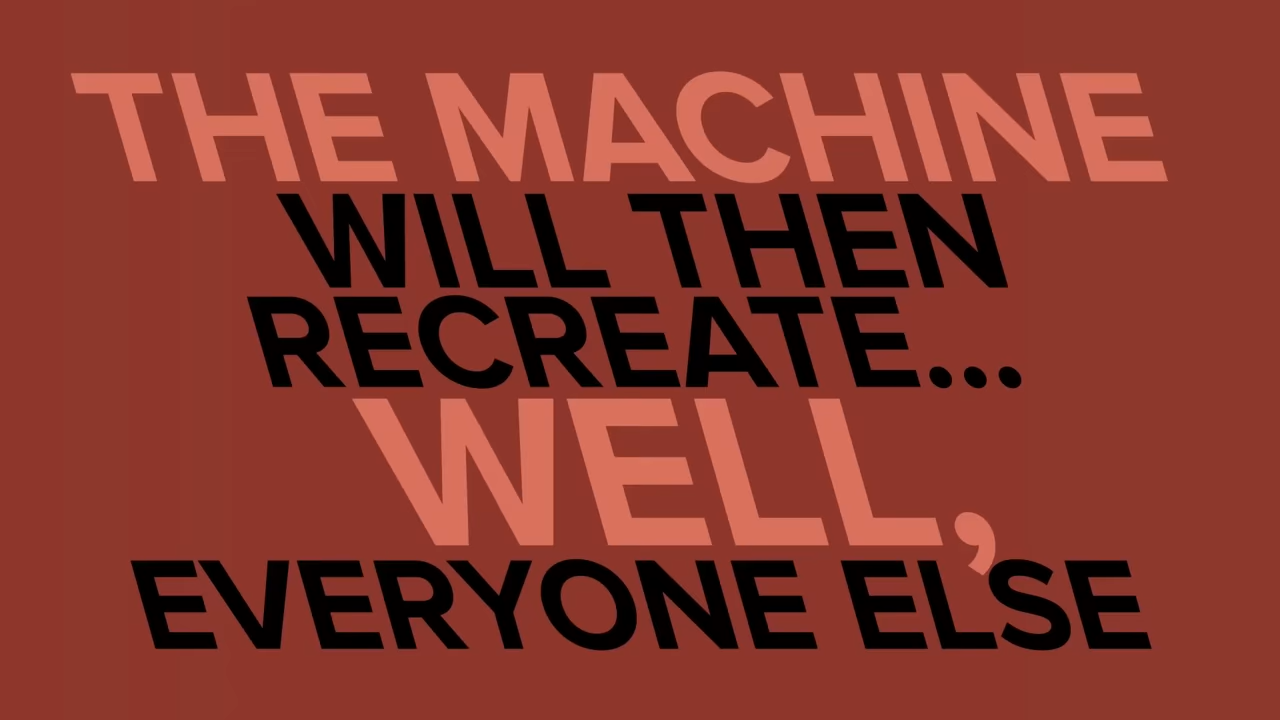 THE MACHINE
WILL THEN
RECREATE...
WELL,
EVERYONE ELSE